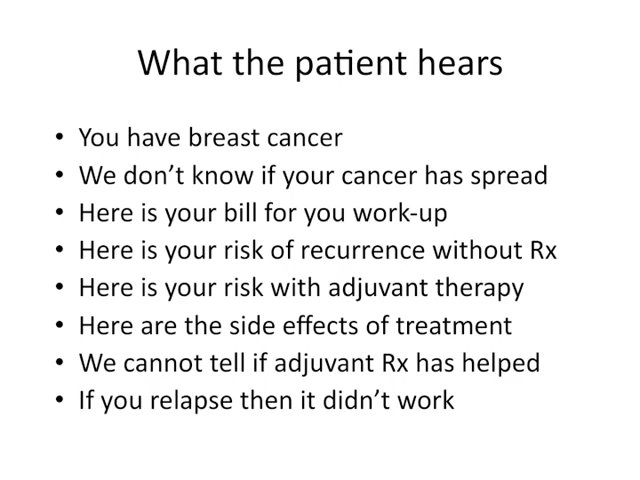 What the patient hears
• You have breast cancer
• We don't know if your cancer has spread
• Here is your bill for you work-up
• Here is your risk of recurrence without Rx
• Here is your risk with adjuvant therapy
• Here are the side effects of treatment
• We cannot tell if adjuvant Rx has helped
• If you relapse then it didn't work